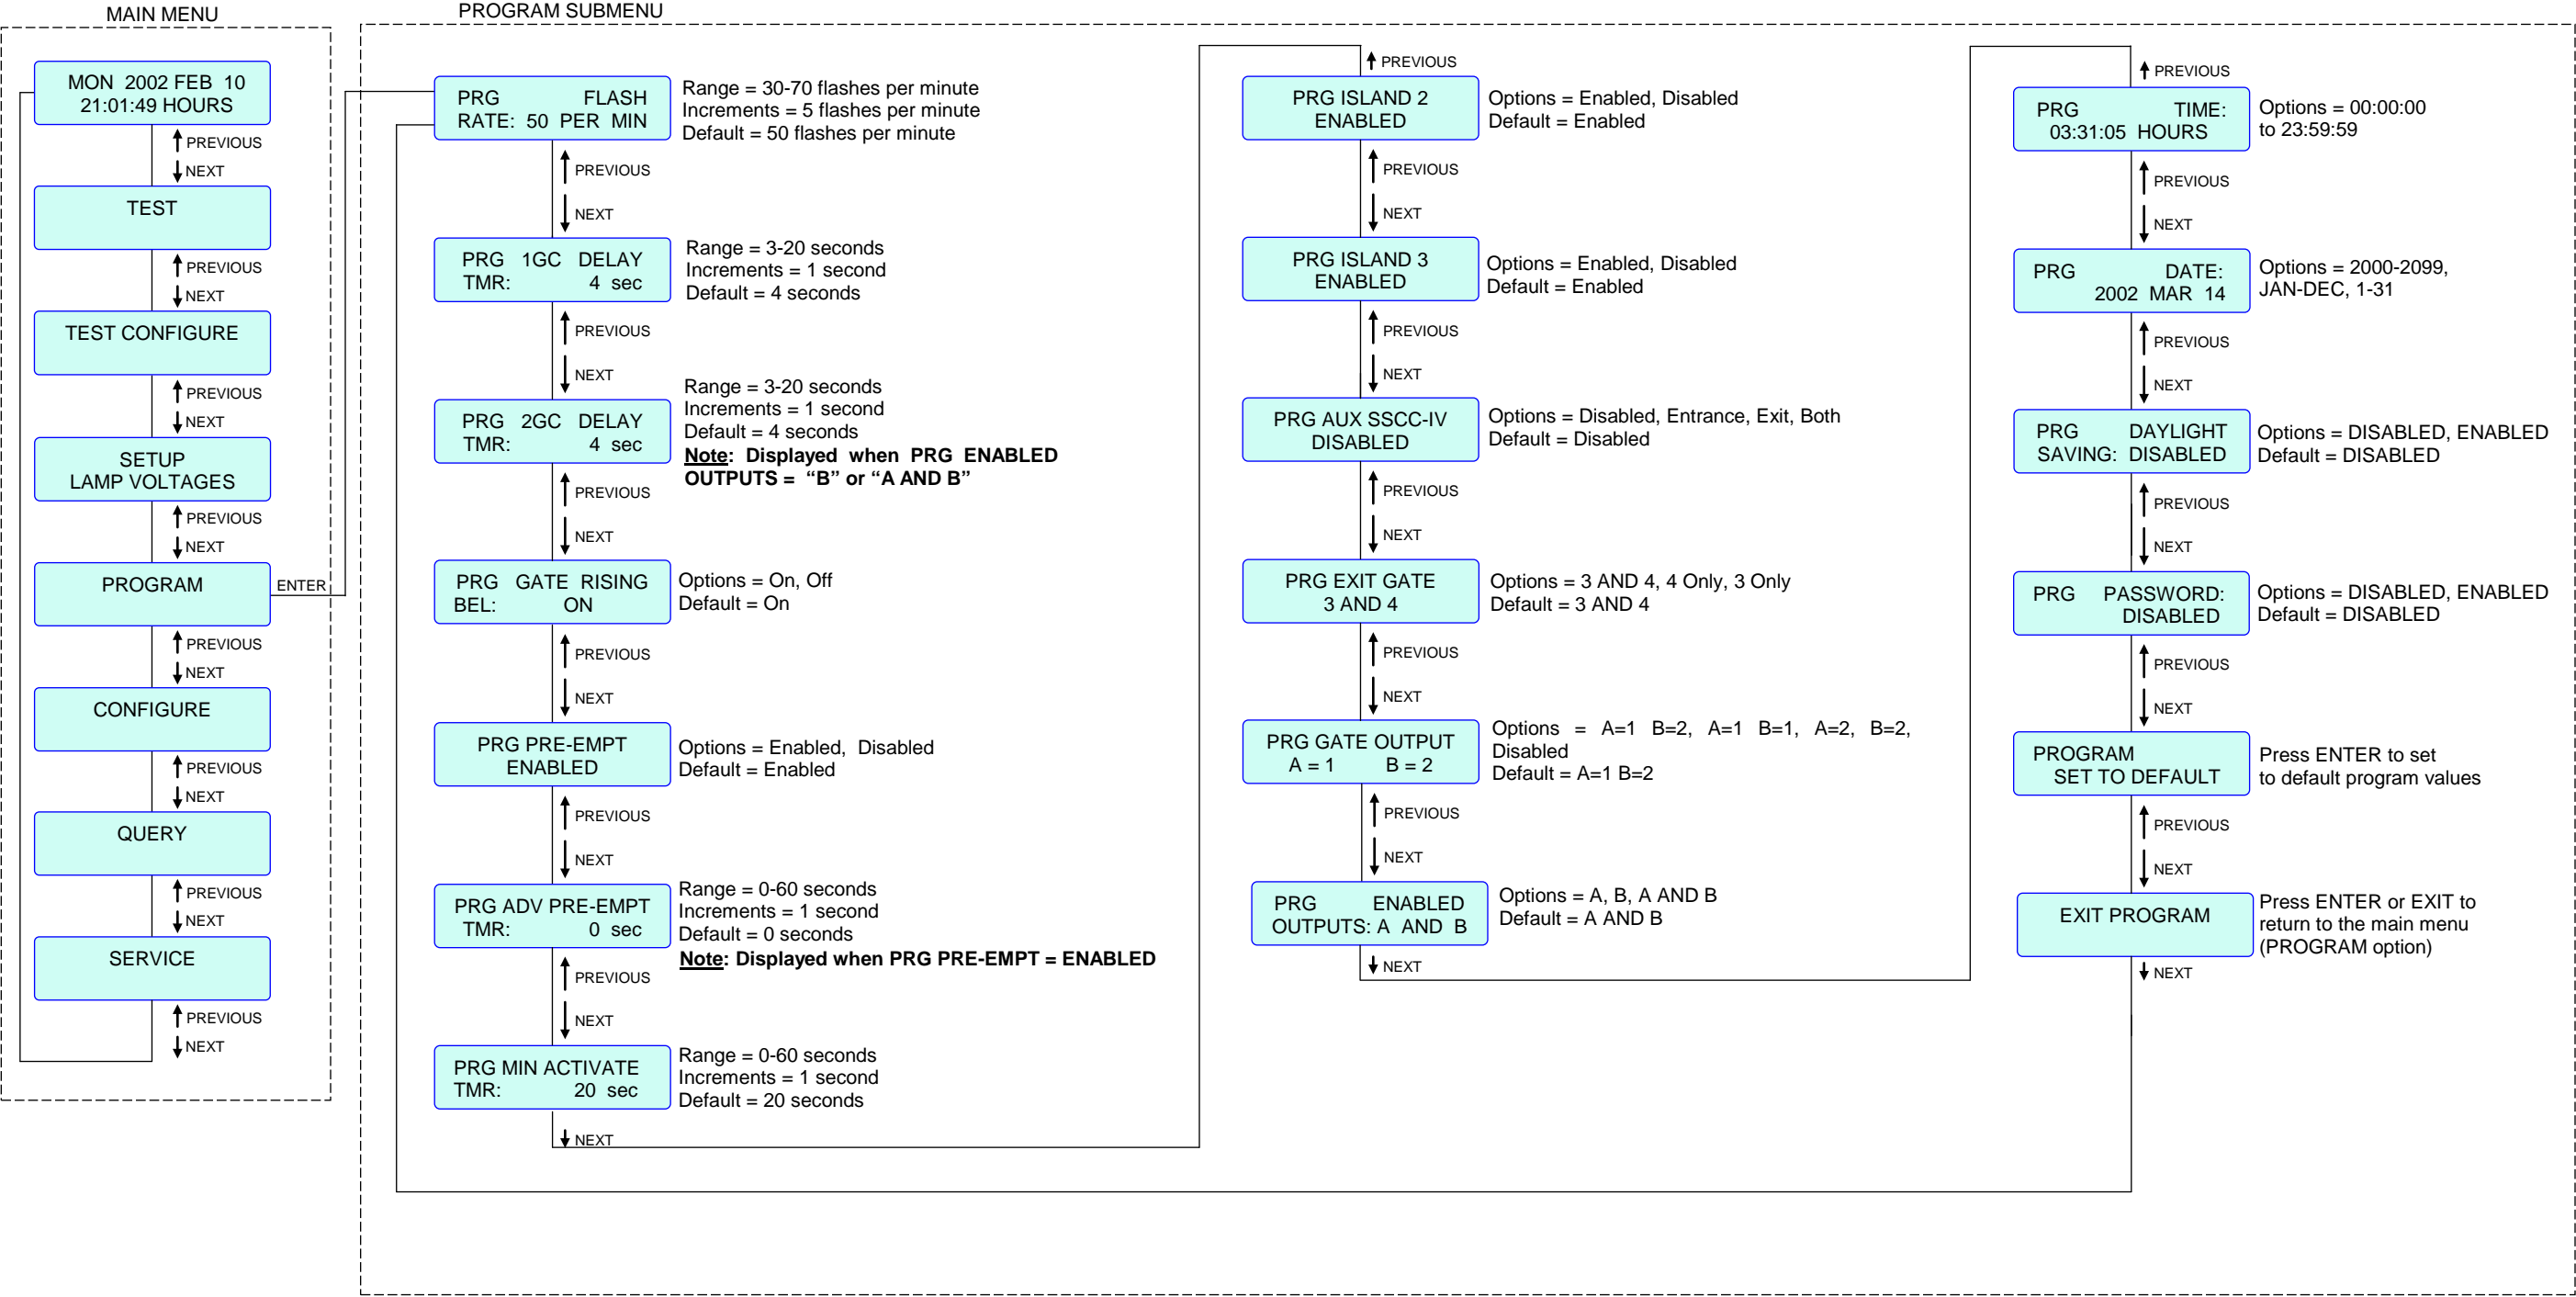 MAIN MENU
MON 2002 FEB 10
21:01:49 HOURS
PREVIOUS
NEXT
TEST
PREVIOUS
NEXT
TEST CONFIGURE
PREVIOUS
NEXT
SETUP
LAMP VOLTAGES
PREVIOUS
NEXT
PROGRAM
ENTER
PREVIOUS
NEXT
CONFIGURE
PREVIOUS
NEXT
QUERY
PREVIOUS
NEXT
SERVICE
PREVIOUS
NEXT
PROGRAM SUBMENU
PRG FLASH
RATE: 50 PER MIN
Range = 30-70 flashes per minute
Increments = 5 flashes per minute
Default = 50 flashes per minute
PREVIOUS
NEXT
PRG 1GC DELAY
TMR: 4 sec
Range = 3-20 seconds
Increments = 1 second
Default = 4 seconds
PREVIOUS
NEXT
PRG 2GC DELAY
TMR: 4 sec
Range = 3-20 seconds
Increments = 1 second
Default = 4 seconds
Note: Displayed when PRG ENABLED
OUTPUTS = “B” or “A AND B”
PREVIOUS
NEXT
PRG GATE RISING
BEL: ON
Options = On, Off
Default = On
PREVIOUS
NEXT
PRG PRE-EMPT
ENABLED
Options = Enabled, Disabled
Default = Enabled
PREVIOUS
NEXT
PRG ADV PRE-EMPT
TMR: 0 sec
Range = 0-60 seconds
Increments = 1 second
Default = 0 seconds
Note: Displayed when PRG PRE-EMPT = ENABLED
PREVIOUS
NEXT
PRG MIN ACTIVATE
TMR: 20 sec
Range = 0-60 seconds
Increments = 1 second
Default = 20 seconds
NEXT
PREVIOUS
PRG ISLAND 2
ENABLED
Options = Enabled, Disabled
Default = Enabled
PREVIOUS
NEXT
PRG ISLAND 3
ENABLED
Options = Enabled, Disabled
Default = Enabled
PREVIOUS
NEXT
PRG AUX SSCC-IV
DISABLED
Options = Disabled, Entrance, Exit, Both
Default = Disabled
PREVIOUS
NEXT
PRG EXIT GATE
3 AND 4
Options = 3 AND 4, 4 Only, 3 Only
Default = 3 AND 4
PREVIOUS
NEXT
PRG GATE OUTPUT
A = 1 B = 2
Options = A=1 B=2, A=1 B=1, A=2, B=2,
Disabled
Default = A=1 B=2
PREVIOUS
NEXT
PRG ENABLED
OUTPUTS: A AND B
Options = A, B, A AND B
Default = A AND B
NEXT
PREVIOUS
PRG TIME:
03:31:05 HOURS
Options = 00:00:00
to 23:59:59
PREVIOUS
NEXT
PRG DATE:
2002 MAR 14
Options = 2000-2099,
JAN-DEC, 1-31
PREVIOUS
NEXT
PRG DAYLIGHT
SAVING: DISABLED
Options = DISABLED, ENABLED
Default = DISABLED
PREVIOUS
NEXT
PRG PASSWORD:
DISABLED
Options = DISABLED, ENABLED
Default = DISABLED
PREVIOUS
NEXT
PROGRAM
SET TO DEFAULT
Press ENTER to set
to default program values
PREVIOUS
NEXT
EXIT PROGRAM
Press ENTER or EXIT to
return to the main menu
(PROGRAM option)
NEXT